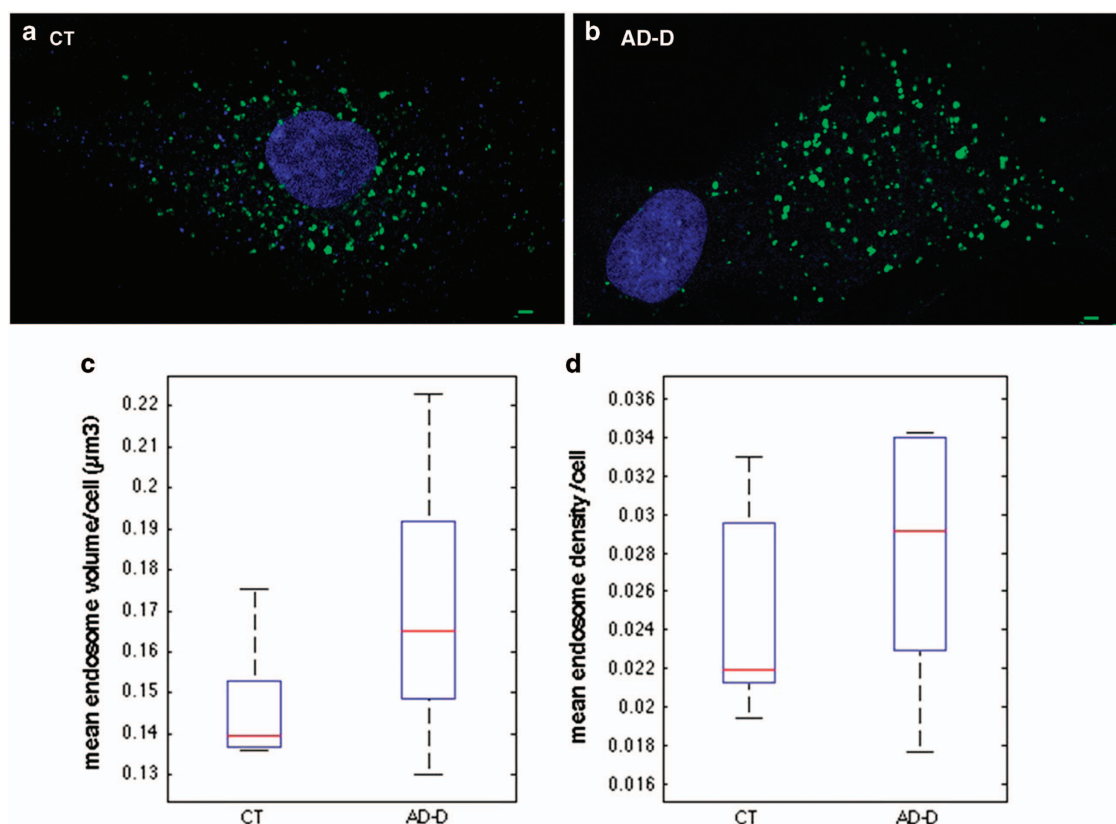 a CT
b AD-D
c
mean endosome volume/cell (µm3)
0.22
0.21
0.2
0.19
0.18
0.17
0.16
0.15
0.14
0.13
CT AD-D
d
mean endosome density/cell
0.036
0.034
0.032
0.03
0.028
0.026
0.024
0.022
0.02
0.018
0.016
CT AD-D